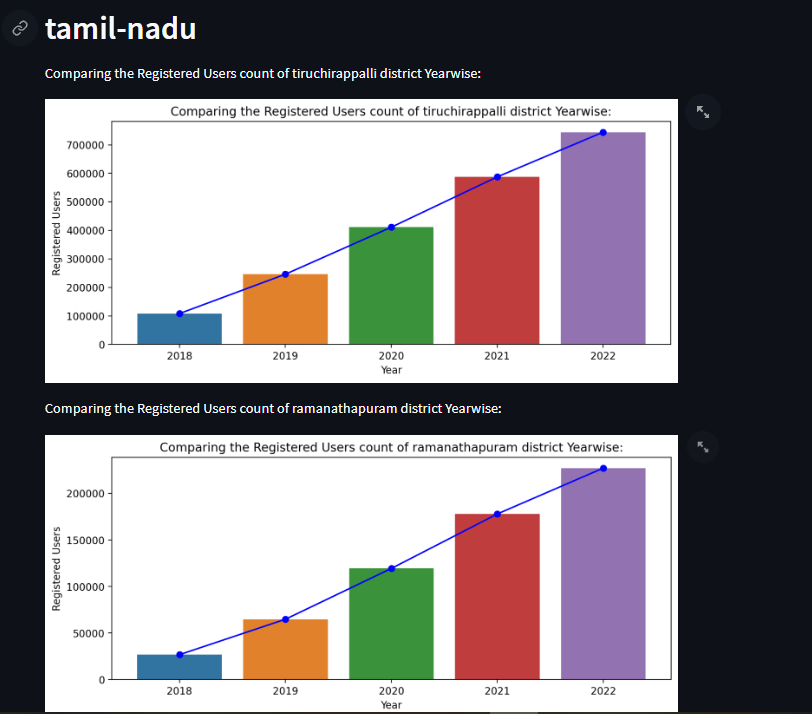 tamil-nadu
Comparing the Registered Users count of tiruchirappalli district Yearwise:
Comparing the Registered Users count of tiruchirappalli district Yearwise:
700000
600000
500000
400000
300000
200000
100000
0
Registered Users
2018 2019 2020 2021 2022
Year
Comparing the Registered Users count of ramanathapuram district Yearwise:
Comparing the Registered Users count of ramanathapuram district Yearwise:
200000
150000
100000
50000
0
Registered Users
2018 2019 2020 2021 2022
Year